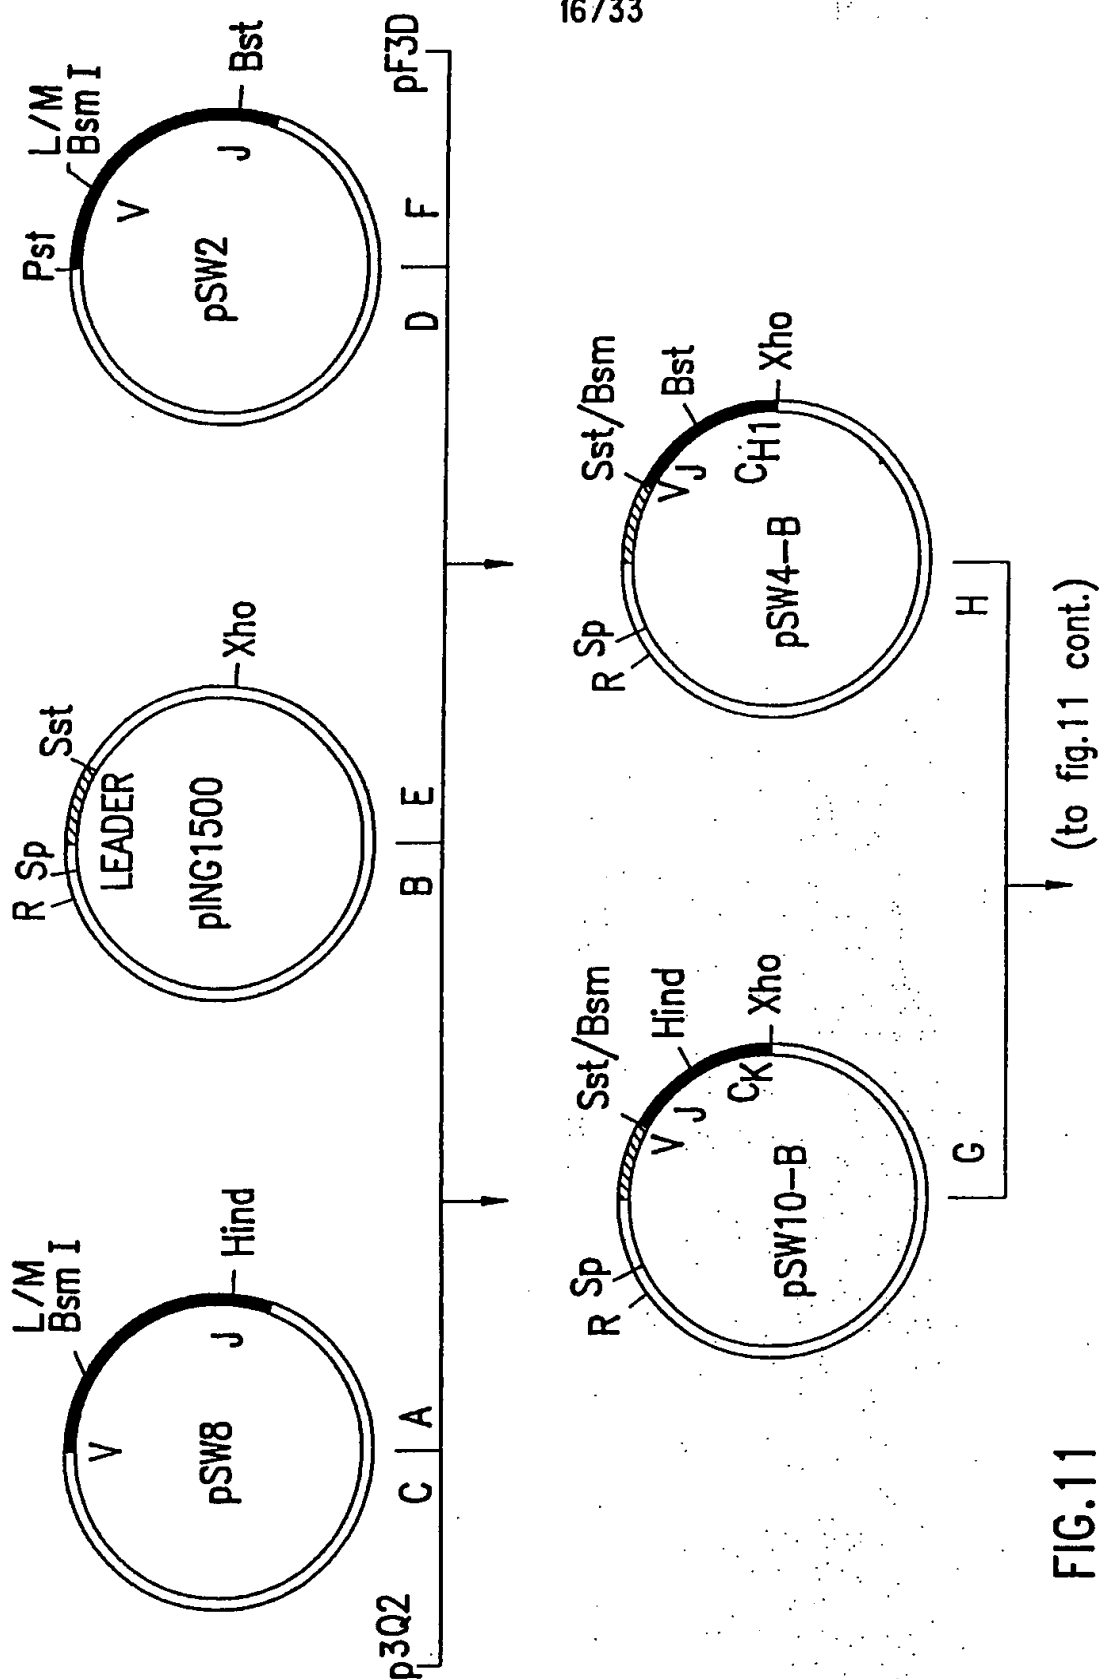 16/33
L/M
Bsm I
V
J
Hind
pSW8
C
A
p3Q2
R
Sp
LEADER
Sst
Xho
pING1500
B
E
Pst
L/M
Bsm I
V
J
Bst
pSW2
D
F
pF3D
R
Sp
Sst/Bsm
V
J
Hind
CK
Xho
pSW10-B
G
R
Sp
Sst/Bsm
V
J
Bst
CH1
Xho
pSW4-B
H
(to fig.11 cont.)
FIG.11